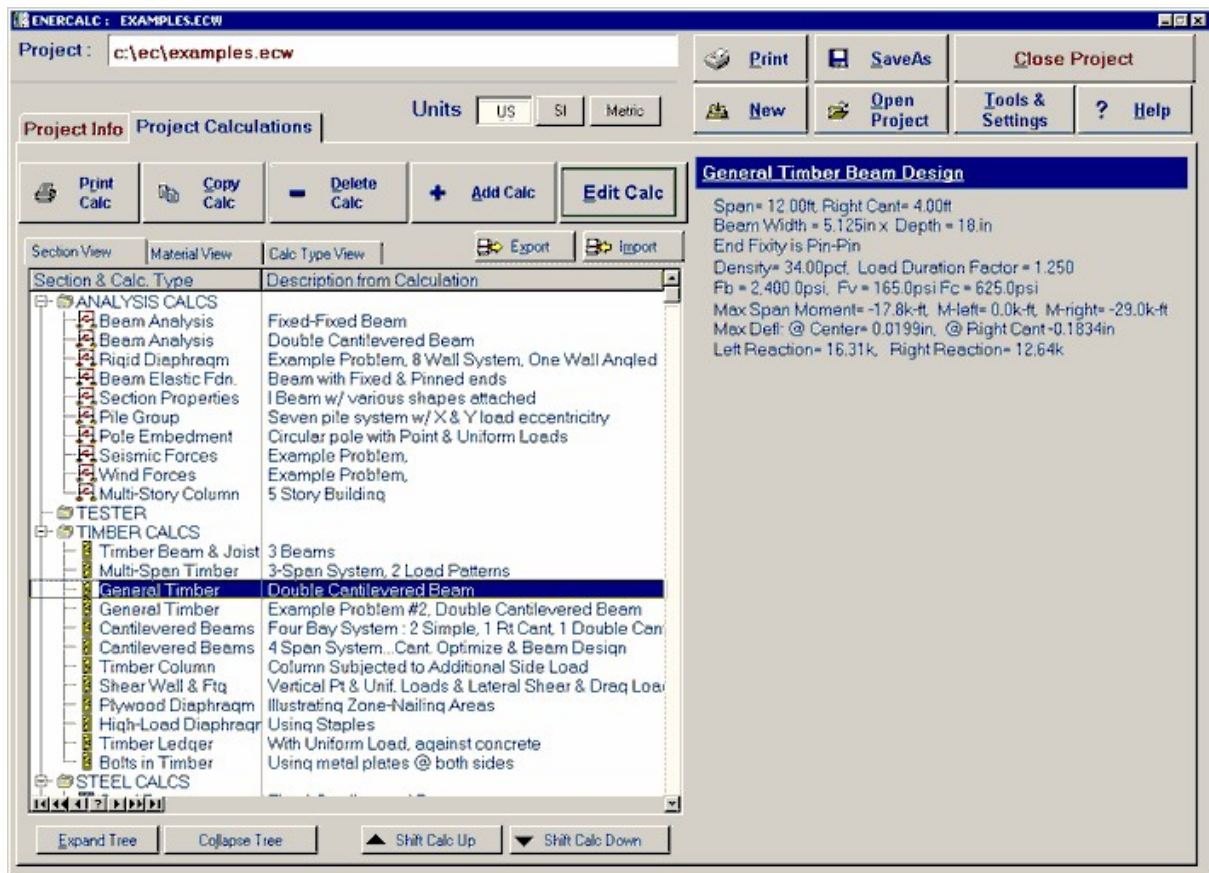 ENERCALC : EXAMPLES.ECW
Project : c:\ec\examples.ecw
Print SaveAs Close Project
Units US SI Metric
New Open Project Tools & Settings ? Help
Project Info Project Calculations
Print Calc Copy Calc Delete Calc Add Calc Edit Calc
Section View Material View Calc Type View Export Import
Section & Calc. Type Description from Calculation
ANALYSIS CALCS
Beam Analysis Fixed-Fixed Beam
Beam Analysis Double Cantilevered Beam
Rigid Diaphragm Example Problem, 8 Wall System, One Wall Angled
Beam Elastic Fdn. Beam with Fixed & Pinned ends
Section Properties I Beam w/ various shapes attached
Pile Group Seven pile system w/ X & Y load eccentricitry
Pole Embedment Circular pole with Point & Uniform Loads
Seismic Forces Example Problem,
Wind Forces Example Problem,
Multi-Story Column 5 Story Building
TESTER
TIMBER CALCS
Timber Beam & Joist 3 Beams
Multi-Span Timber 3-Span System, 2 Load Patterns
General Timber Double Cantilevered Beam
General Timber Example Problem #2, Double Cantilevered Beam
Cantilevered Beams Four Bay System : 2 Simple, 1 Rt Cant, 1 Double Can
Cantilevered Beams 4 Span System...Cant. Optimize & Beam Design
Timber Column Column Subjected to Additional Side Load
Shear Wall & Ftg Vertical Pt & Unif. Loads & Lateral Shear & Drag Loa
Plywood Diaphragm Illustrating Zone-Nailing Areas
High-Load Diaphragr Using Staples
Timber Ledger With Uniform Load, against concrete
Bolts in Timber Using metal plates @ both sides
STEEL CALCS
Expand Tree Collapse Tree Shift Calc Up Shift Calc Down
General Timber Beam Design
Span= 12.00ft, Right Cant= 4.00ft
Beam Width = 5.125in x Depth = 18.in
End Fixity is Pin-Pin
Density= 34.00pcf, Load Duration Factor = 1.250
Fb = 2,400.0psi, Fv = 165.0psi Fc = 625.0psi
Max Span Moment= -17.8k-ft, M-left= 0.0k-ft, M-right= -29.0k-ft
Max Defl: @ Center= 0.0199in, @ Right Cant-0.1834in
Left Reaction= 16.31k, Right Reaction= 12.64k